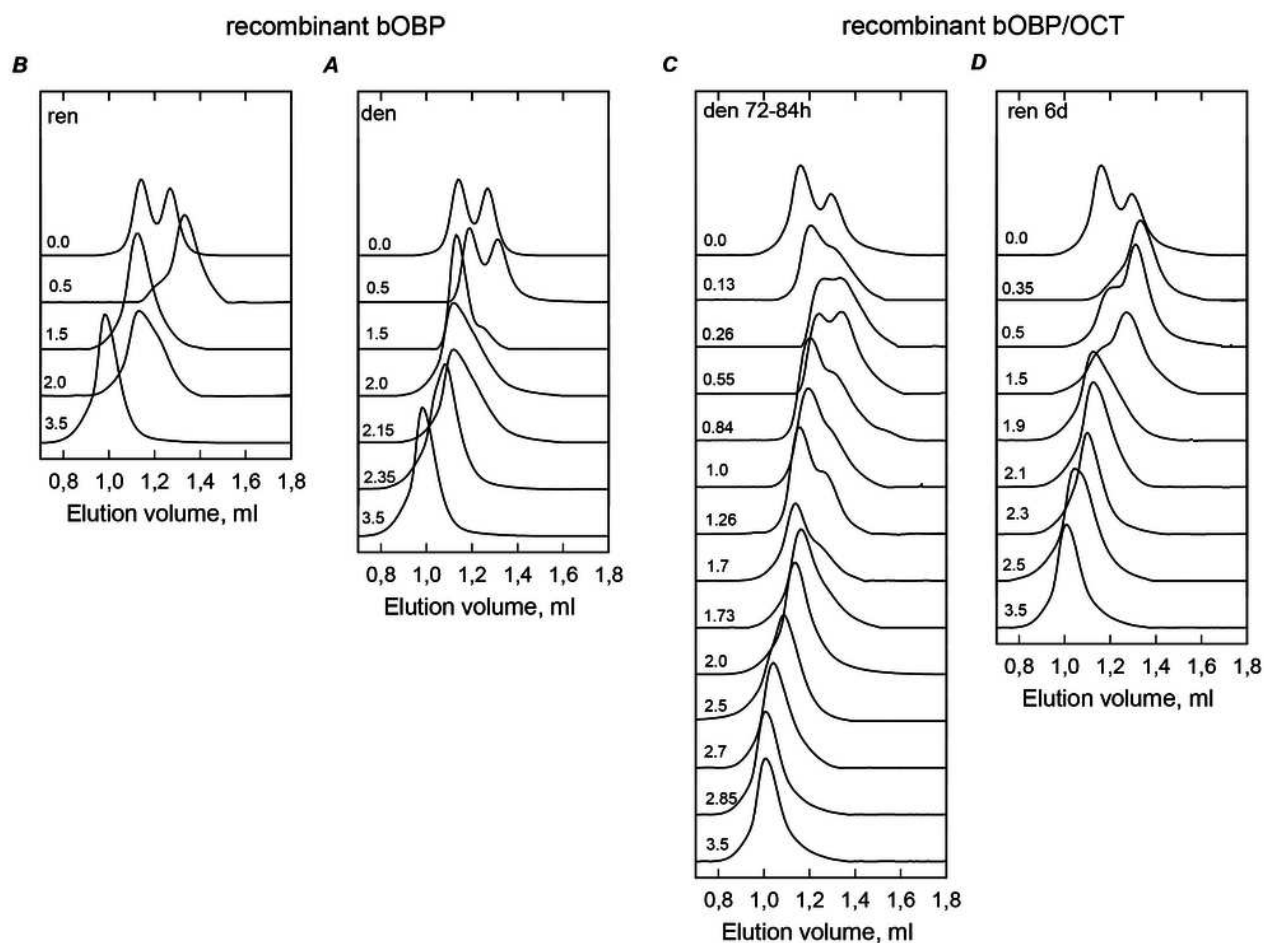 recombinant bOBP
recombinant bOBP/OCT
B
ren
0.0
0.5
1.5
2.0
3.5
0,8 1,0 1,2 1,4 1,6 1,8
Elution volume, ml
A
den
0.0
0.5
1.5
2.0
2.15
2.35
3.5
0,8 1,0 1,2 1,4 1,6 1,8
Elution volume, ml
C
den 72-84h
0.0
0.13
0.26
0.55
0.84
1.0
1.26
1.7
1.73
2.0
2.5
2.7
2.85
3.5
0,8 1,0 1,2 1,4 1,6 1,8
Elution volume, ml
D
ren 6d
0.0
0.35
0.5
1.5
1.9
2.1
2.3
2.5
3.5
0,8 1,0 1,2 1,4 1,6 1,8
Elution volume, ml